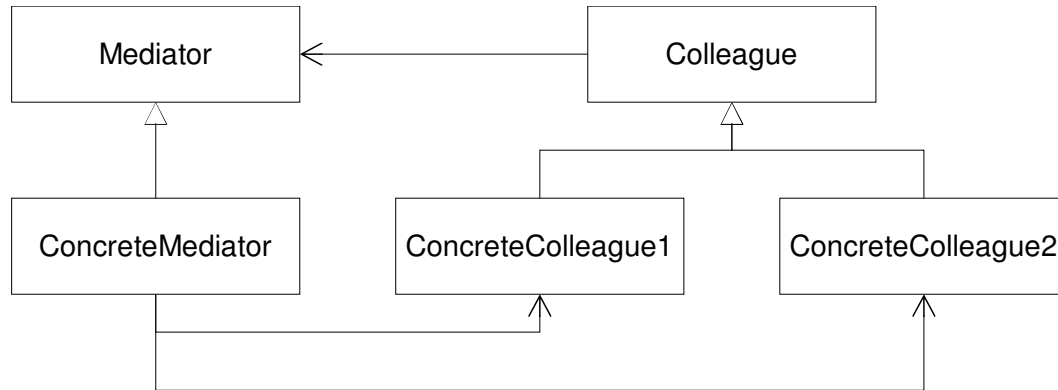 Mediator
Colleague
ConcreteMediator
ConcreteColleague1
ConcreteColleague2